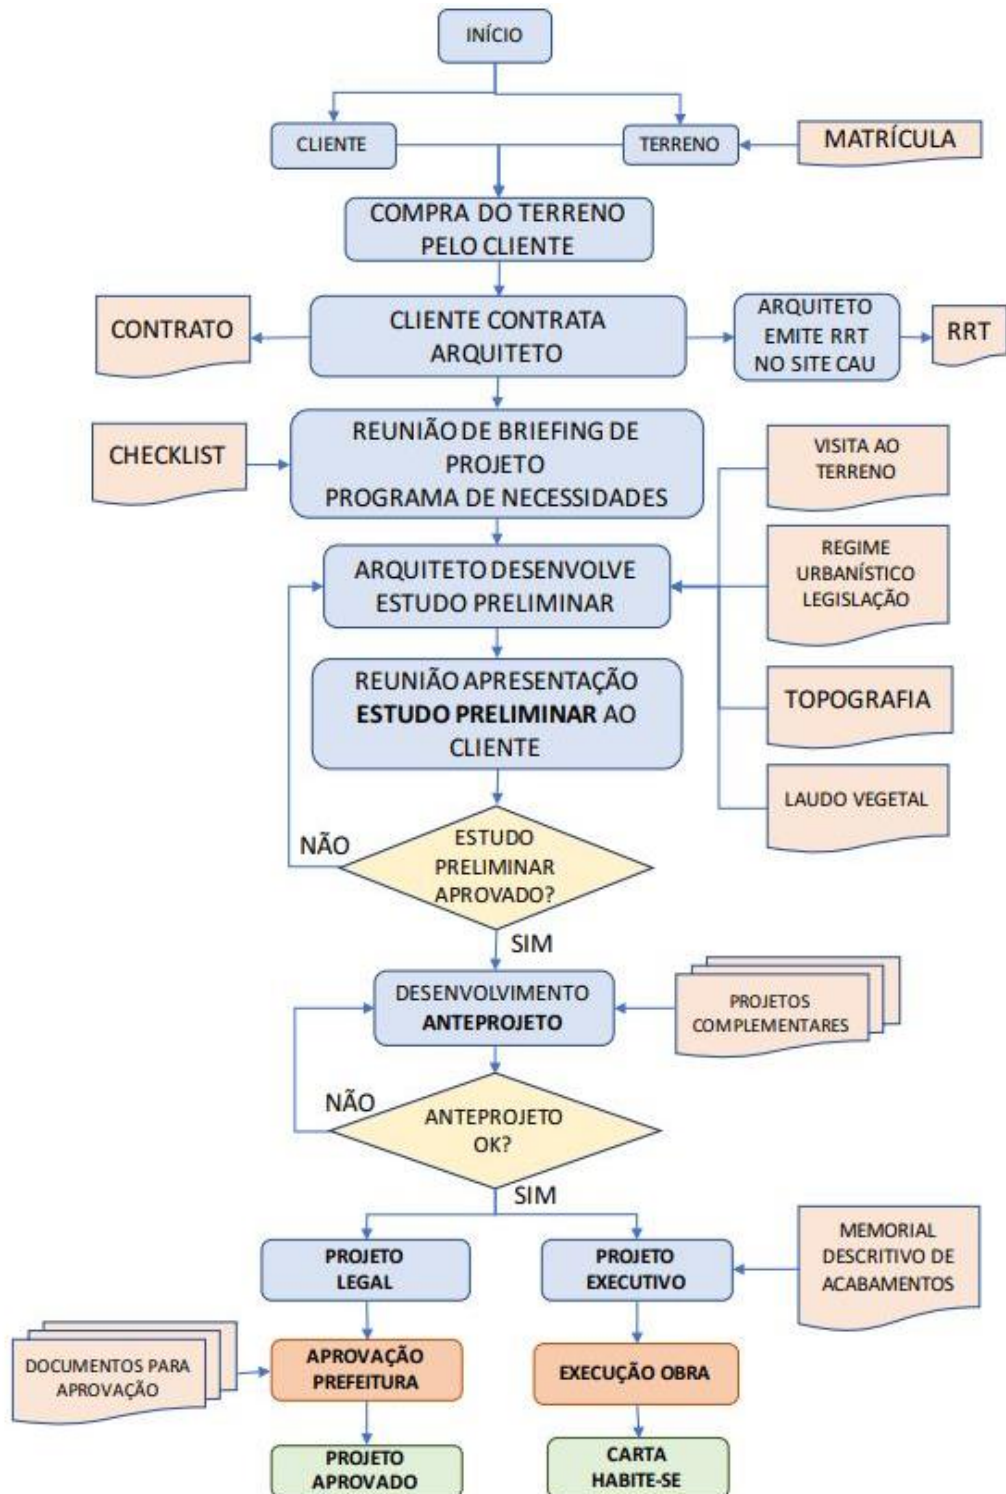 INÍCIO
CLIENTE
TERRENO
MATRÍCULA
COMPRA DO TERRENO
PELO CLIENTE
CONTRATO
CLIENTE CONTRATA
ARQUITETO
ARQUITETO
EMITE RRT
NO SITE CAU
RRT
CHECKLIST
REUNIÃO DE BRIEFING DE
PROJETO
PROGRAMA DE NECESSIDADES
VISITA AO
TERRENO
ARQUITETO DESENVOLVE
ESTUDO PRELIMINAR
REGIME
URBANÍSTICO
LEGISLAÇÃO
REUNIÃO APRESENTAÇÃO
ESTUDO PRELIMINAR AO
CLIENTE
TOPOGRAFIA
LAUDO VEGETAL
NÃO
ESTUDO
PRELIMINAR
APROVADO?
SIM
DESENVOLVIMENTO
ANTEPROJETO
PROJETOS
COMPLEMENTARES
NÃO
ANTEPROJETO
OK?
SIM
PROJETO
LEGAL
PROJETO
EXECUTIVO
MEMORIAL
DESCRITIVO DE
ACABAMENTOS
DOCUMENTOS PARA
APROVAÇÃO
APROVAÇÃO
PREFEITURA
EXECUÇÃO OBRA
PROJETO
APROVADO
CARTA
HABITE-SE